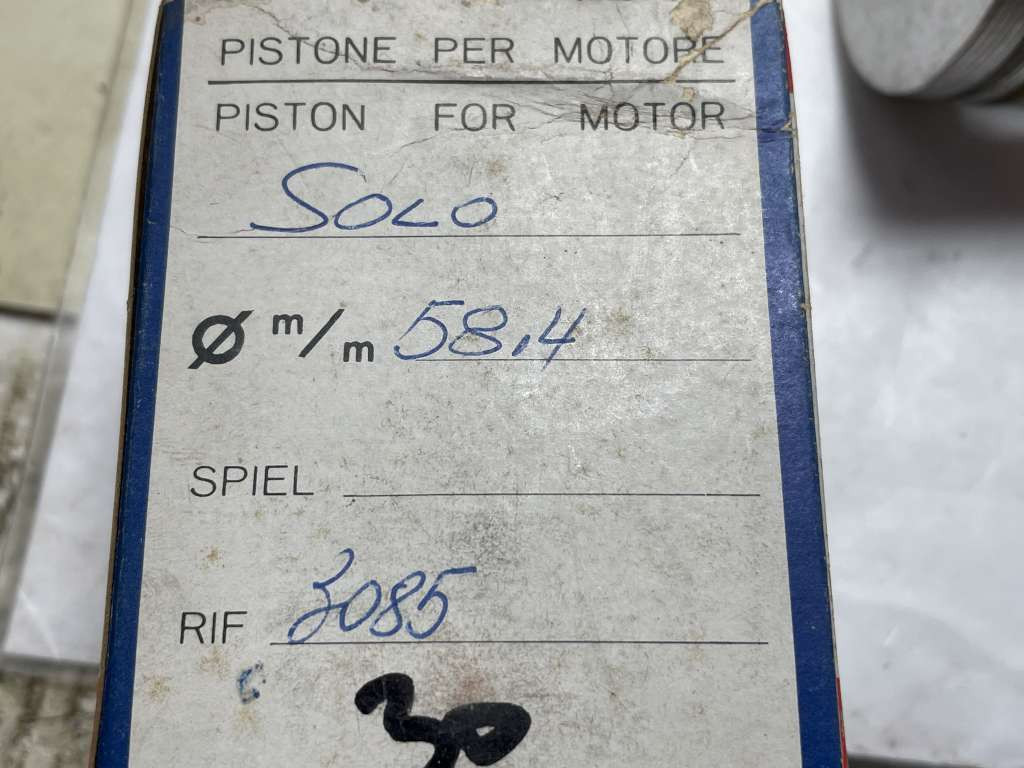 PISTONE PER MOTORE
PISTON FOR MOTOR
SOLO
Ø m/m 58,4
SPIEL
RIF 3085
30